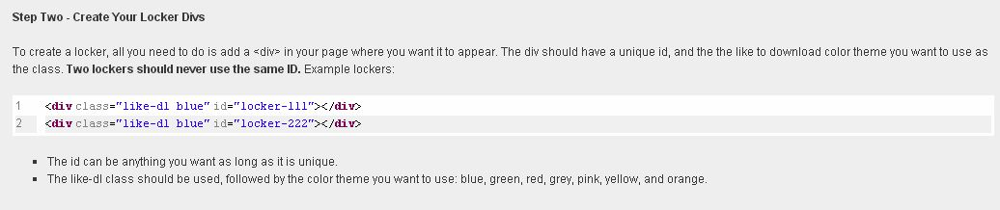 Step Two - Create Your Locker Divs
To create a locker, all you need to do is add a <div> in your page where you want it to appear. The div should have a unique id, and the the like to download color theme you want to use as
the class. Two lockers should never use the same ID. Example lockers:
1 <div class="like-dl blue" id="locker-111"></div>
2 <div class="like-dl blue" id="locker-222"></div>
The id can be anything you want as long as it is unique.
The like-dl class should be used, followed by the color theme you want to use: blue, green, red, grey, pink, yellow, and orange.